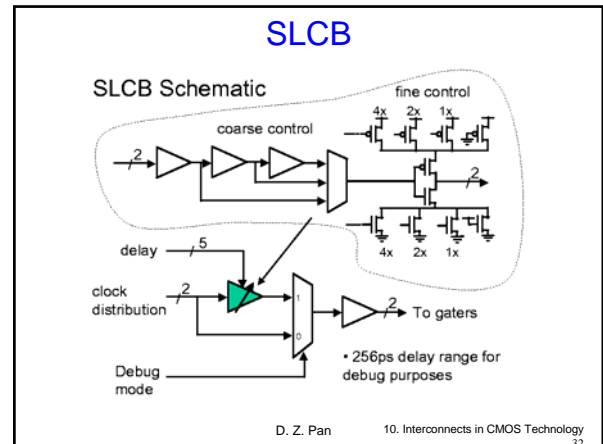 SLCB
SLCB Schematic
fine control
4x 2x 1x
coarse control
2
2
4x 2x 1x
delay
5
clock
distribution
2
1
0
2
To gaters
Debug
mode
• 256ps delay range for
debug purposes
D. Z. Pan
10. Interconnects in CMOS Technology
32